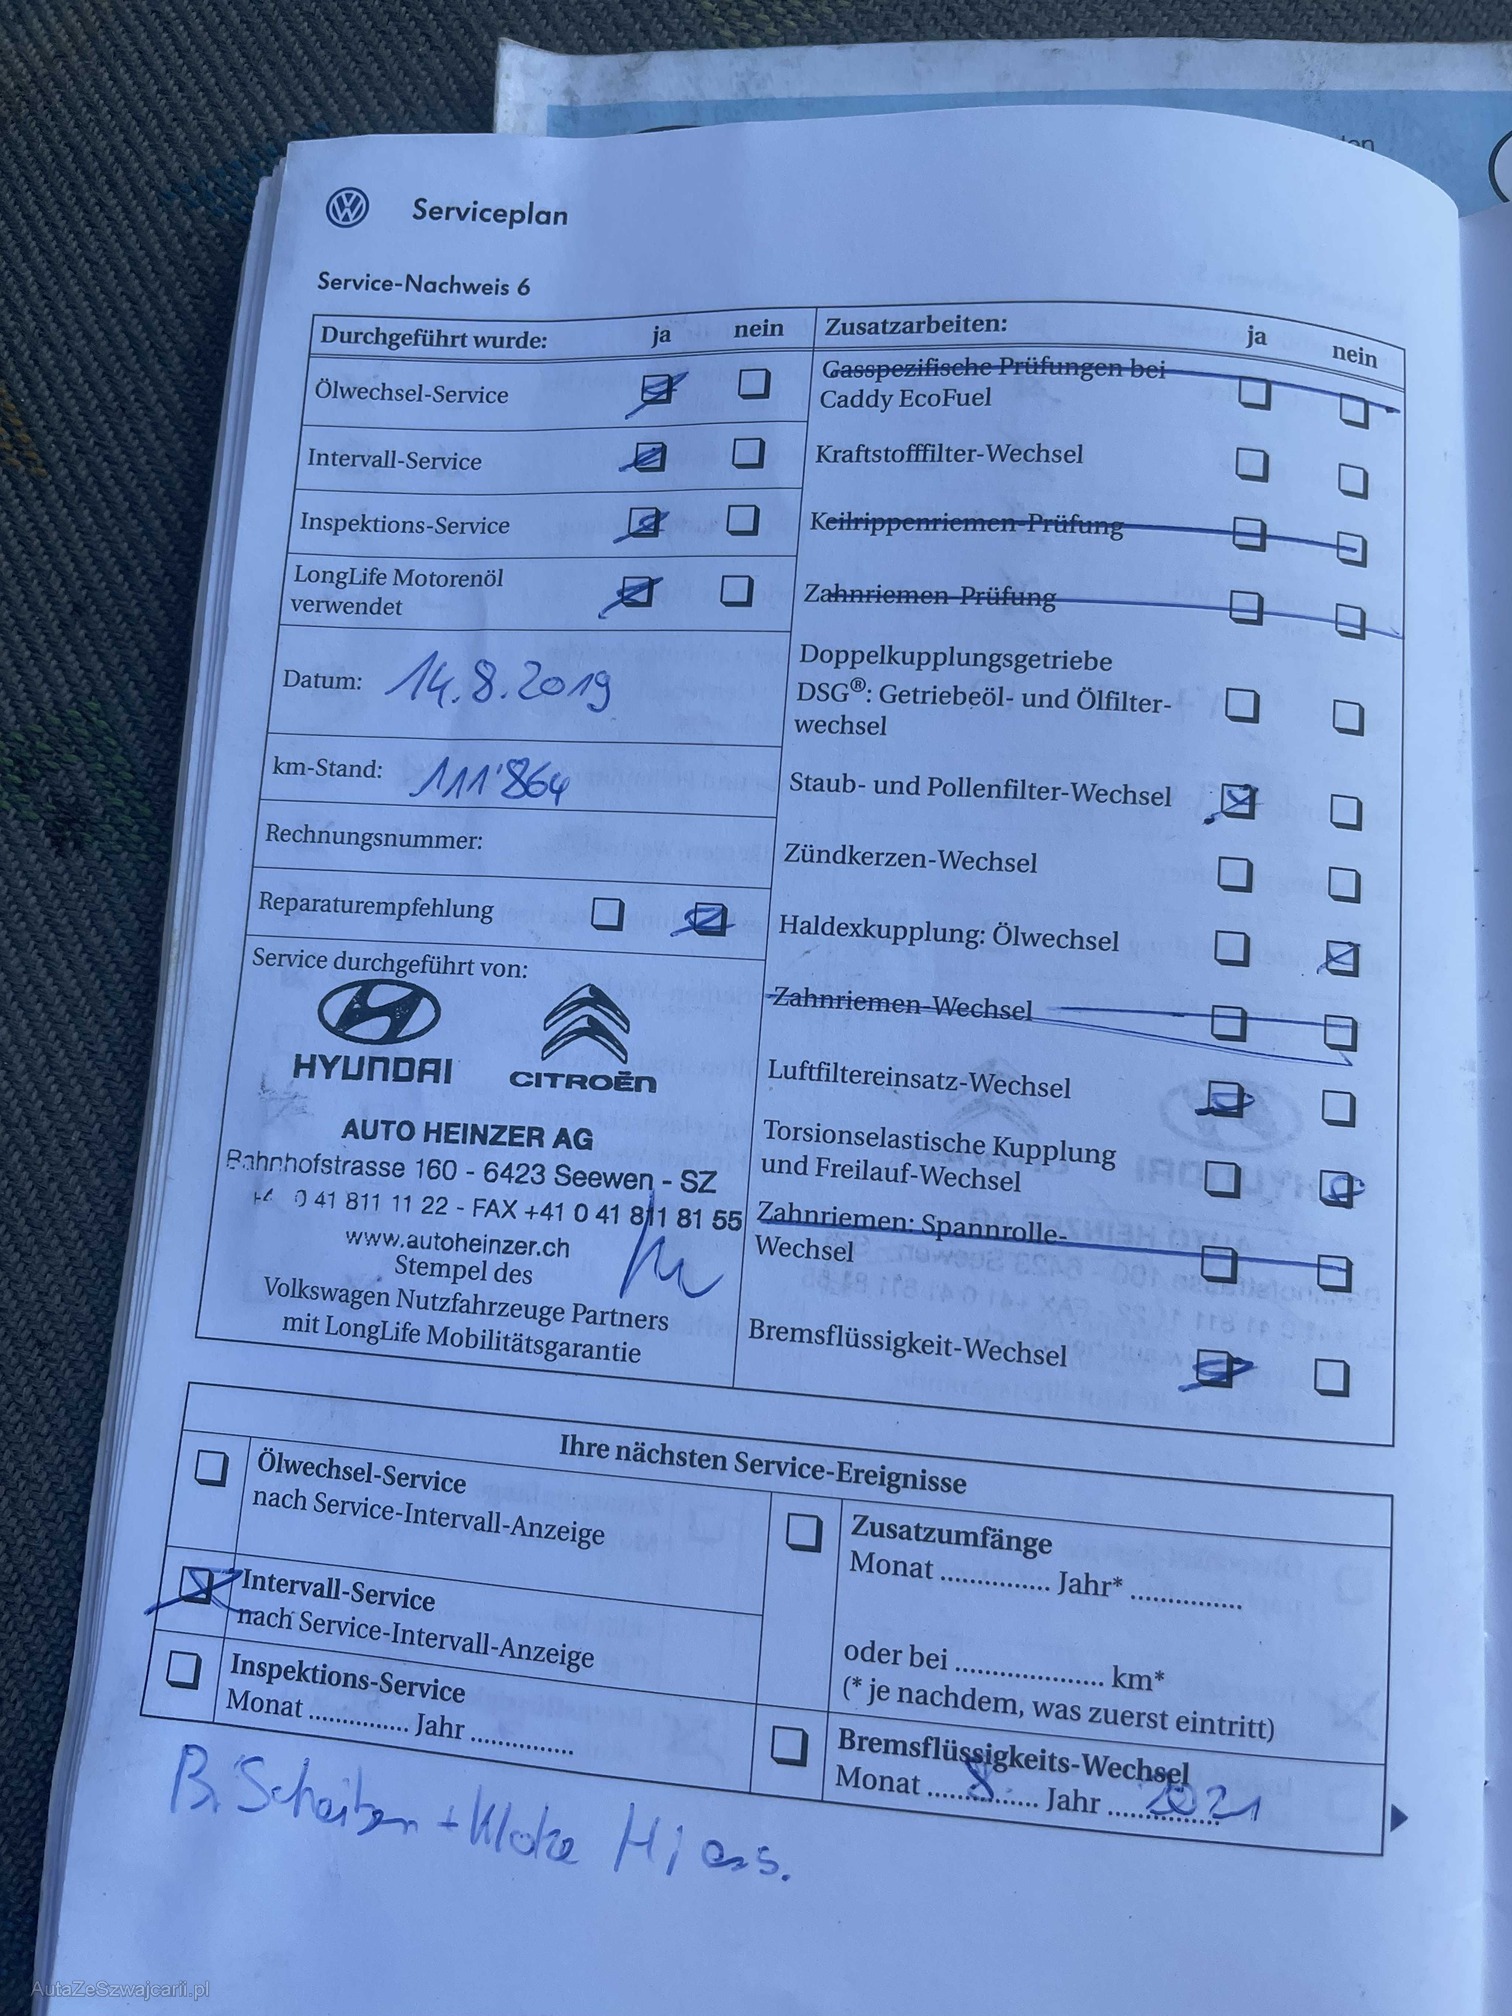 Serviceplan
Service-Nachweis 6
Durchgeführt wurde: ja nein
Ölwechsel-Service
Intervall-Service
Inspektions-Service
LongLife Motorenöl
verwendet
Datum: 14.8.2019
km-Stand: 111'864
Rechnungsnummer:
Reparaturempfehlung
Service durchgeführt von:
HYUNDAI CITROËN
AUTO HEINZER AG
Bahnhofstrasse 160 - 6423 Seewen - SZ
0 41 811 11 22 - FAX +41 0 41 811 81 55
www.autoheinzer.ch
Stempel des
Volkswagen Nutzfahrzeuge Partners
mit LongLife Mobilitätsgarantie
Zusatzarbeiten: ja nein
Gasspezifische Prüfungen bei
Caddy EcoFuel
Kraftstofffilter-Wechsel
Keilrippenriemen-Prüfung
Zahnriemen-Prüfung
Doppelkupplungsgetriebe
DSG®: Getriebeöl- und Ölfilter-
wechsel
Staub- und Pollenfilter-Wechsel
Zündkerzen-Wechsel
Haldexkupplung: Ölwechsel
Zahnriemen-Wechsel
Luftfiltereinsatz-Wechsel
Torsionselastische Kupplung
und Freilauf-Wechsel
Zahnriemen: Spannrolle-
Wechsel
Bremsflüssigkeit-Wechsel
Ihre nächsten Service-Ereignisse
Ölwechsel-Service
nach Service-Intervall-Anzeige
Intervall-Service
nach Service-Intervall-Anzeige
Inspektions-Service
Monat ............... Jahr ...............
Zusatzumfänge
Monat ............... Jahr* ...............
oder bei .................... km*
(* je nachdem, was zuerst eintritt)
Bremsflüssigkeits-Wechsel
Monat 8. Jahr 2021
B. Scheiben + Klötze Hi
AutaZeSzwajcarii.pl